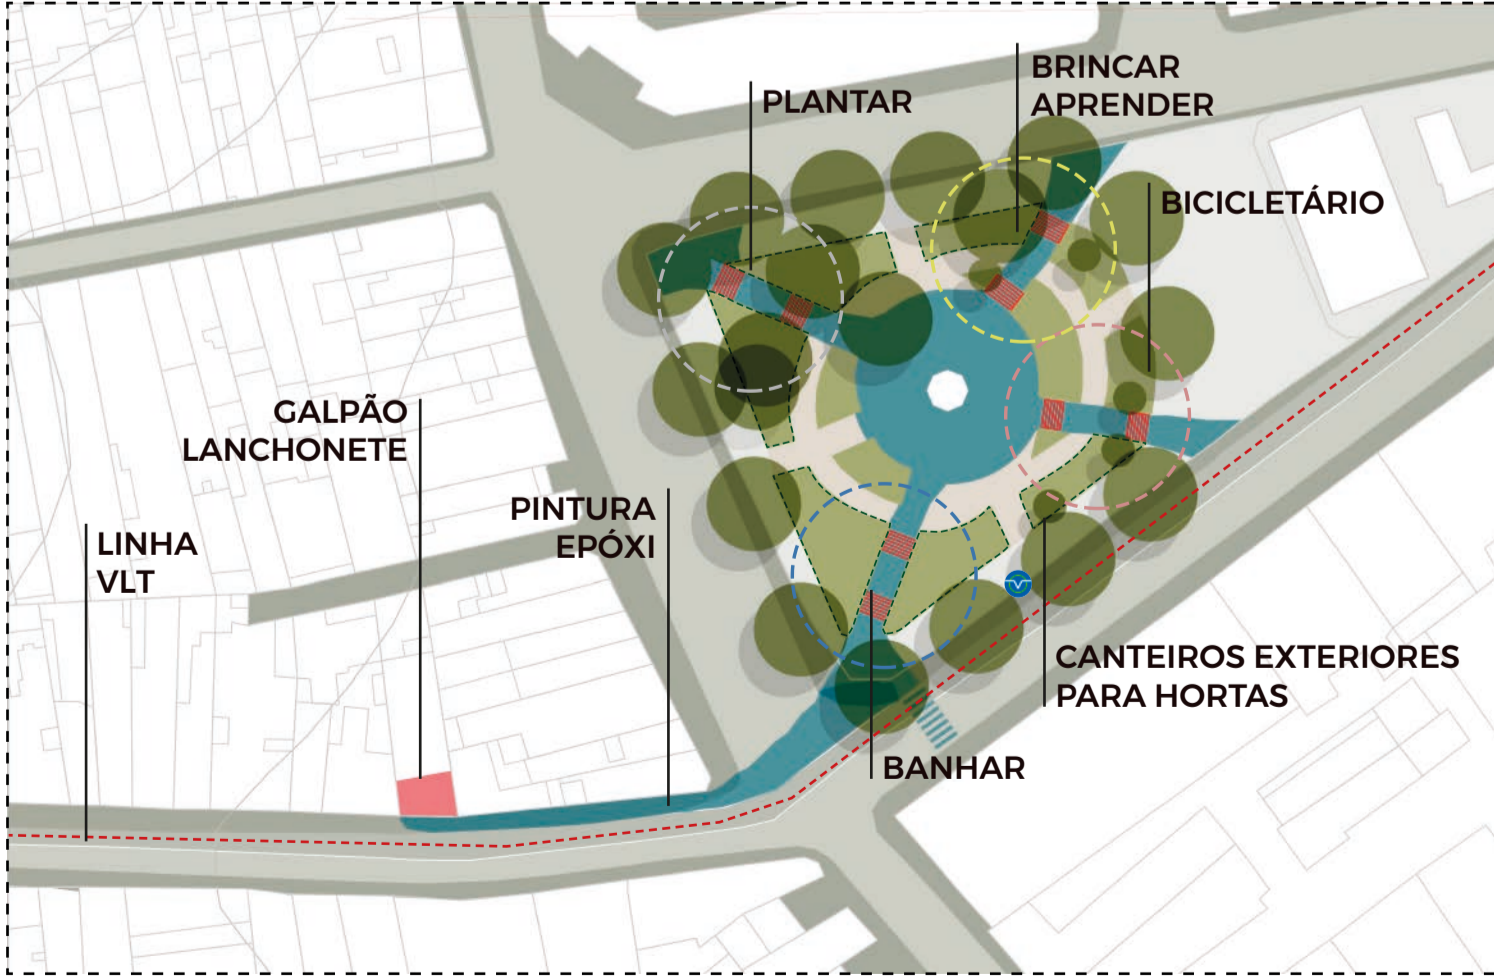 BRINCAR
APRENDER
PLANTAR
BICICLETÁRIO
GALPÃO
LANCHONETE
PINTURA
EPÓXI
LINHA
VLT
CANTEIROS EXTERIORES
PARA HORTAS
BANHAR